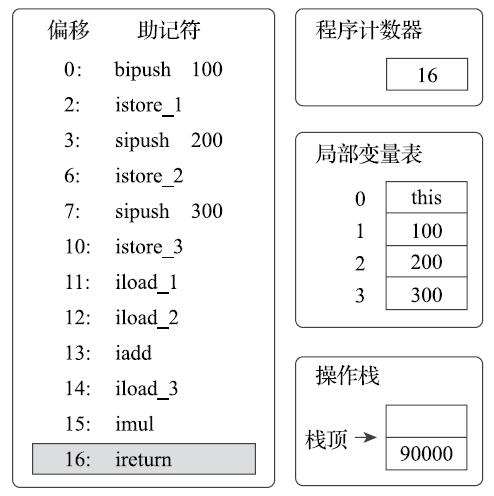 偏移 助记符
0: bipush 100
2: istore_1
3: sipush 200
6: istore_2
7: sipush 300
10: istore_3
11: iload_1
12: iload_2
13: iadd
14: iload_3
15: imul
16: ireturn
程序计数器
16
局部变量表
0 this
1 100
2 200
3 300
操作栈
栈顶
90000